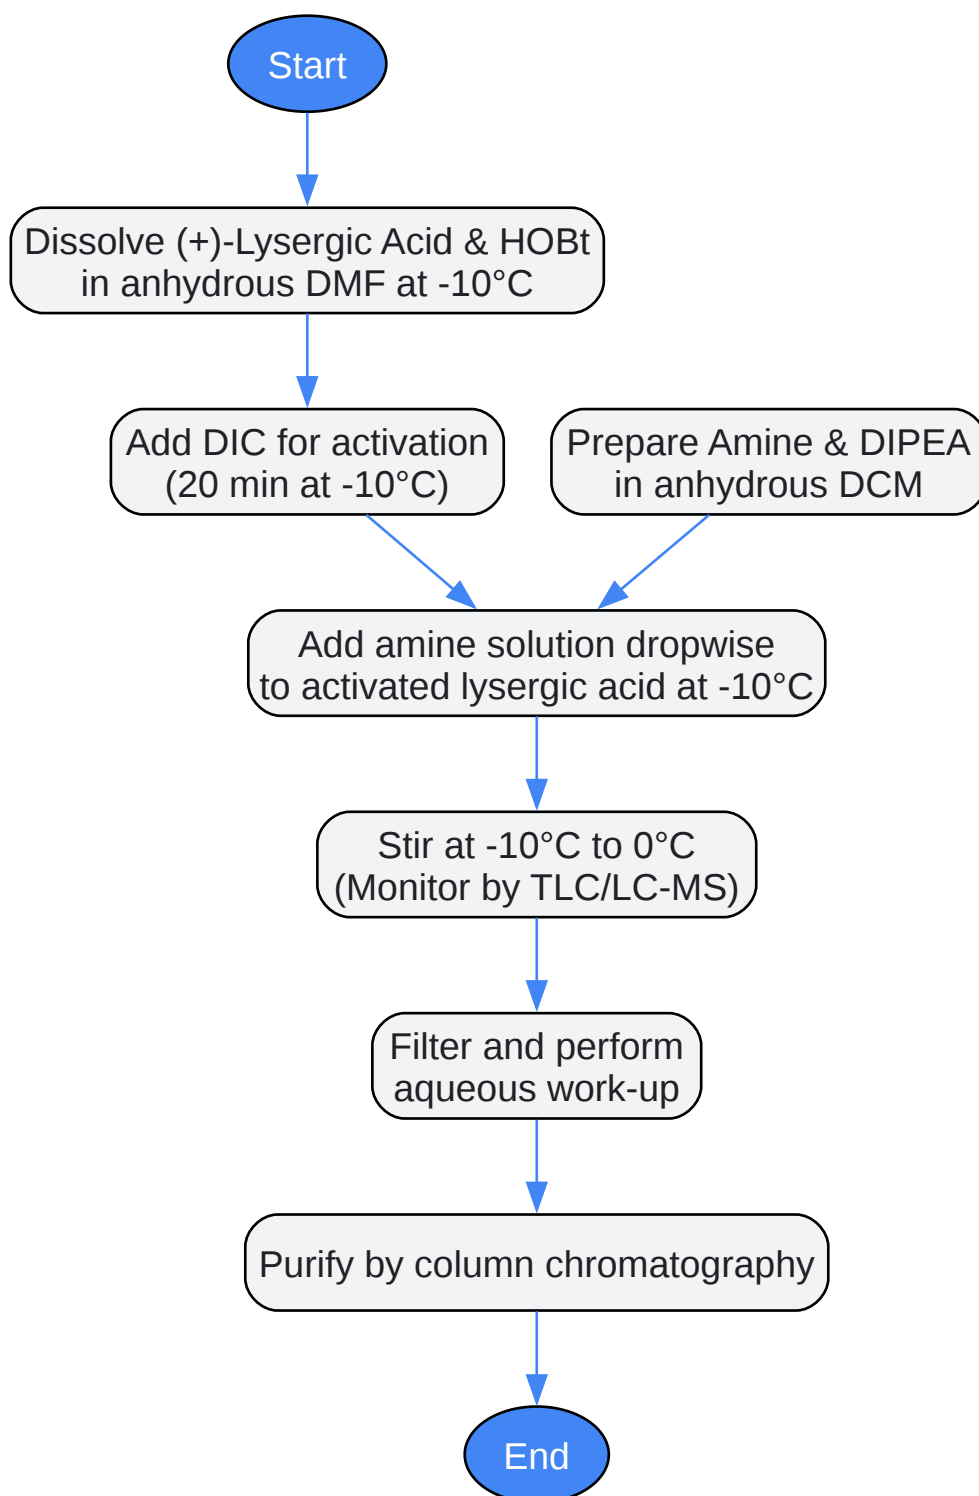 Start
Dissolve (+)-Lysergic Acid & HOBt
in anhydrous DMF at -10°C
Add DIC for activation
(20 min at -10°C)
Prepare Amine & DIPEA
in anhydrous DCM
Add amine solution dropwise
to activated lysergic acid at -10°C
Stir at -10°C to 0°C
(Monitor by TLC/LC-MS)
Filter and perform
aqueous work-up
Purify by column chromatography
End